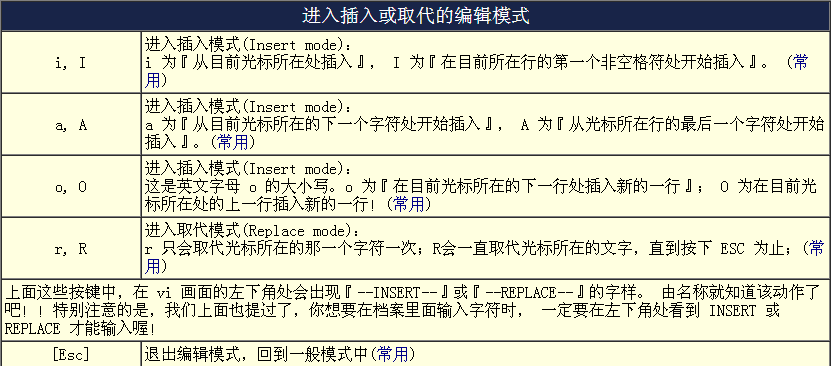 进入插入或取代的编辑模式
i, I
进入插入模式(Insert mode):
i 为『从目前光标所在处插入』, I 为『在目前所在行的第一个非空格符处开始插入』。 (常
用)
a, A
进入插入模式(Insert mode):
a 为『从目前光标所在的下一个字符处开始插入』, A 为『从光标所在行的最后一个字符处开始
插入』。(常用)
o, O
进入插入模式(Insert mode):
这是英文字母 o 的大小写。o 为『在目前光标所在的下一行处插入新的一行』; O 为在目前光
标所在处的上一行插入新的一行!(常用)
r, R
进入取代模式(Replace mode):
r 只会取代光标所在的那一个字符一次;R会一直取代光标所在的文字,直到按下 ESC 为止;(常
用)
上面这些按键中,在 vi 画面的左下角处会出现『--INSERT--』或『--REPLACE--』的字样。 由名称就知道该动作了
吧!!特别注意的是,我们上面也提过了,你想要在档案里面输入字符时, 一定要在左下角处看到 INSERT 或
REPLACE 才能输入喔!
[Esc]
退出编辑模式,回到一般模式中(常用)